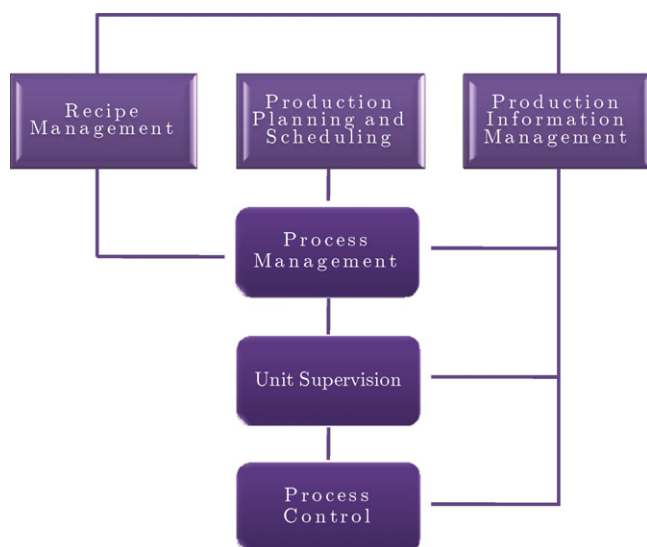 Recipe
Management
Production
Planning and
Scheduling
Production
Information
Management
Process
Management
Unit Supervision
Process
Control